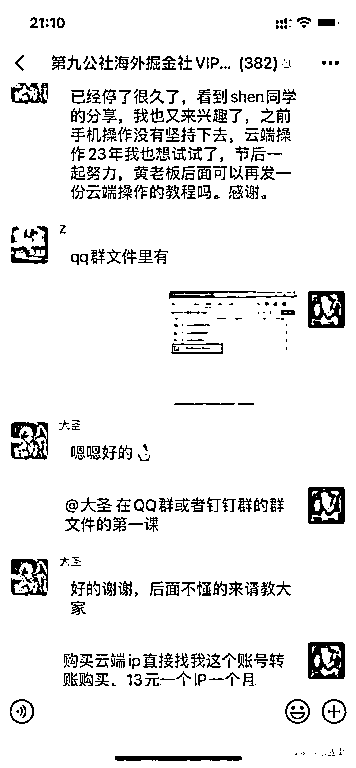 21:10
第九公社海外掘金社VIP... (382)
已经停了很久了，看到shen同学
的分享，我也又来兴趣了，之前
手机操作没有坚持下去，云端操
作23年我也想试试了，节后一
起努力，黄老板后面可以再发一
份云端操作的教程吗。感谢。
Z
qq群文件里有
大圣
嗯嗯好的
@大圣 在QQ群或者钉钉群的群
文件的第一课
大圣
好的谢谢，后面不懂的来请教大
家
购买云端ip直接找我这个账号转
账购买，13元一个IP一个月